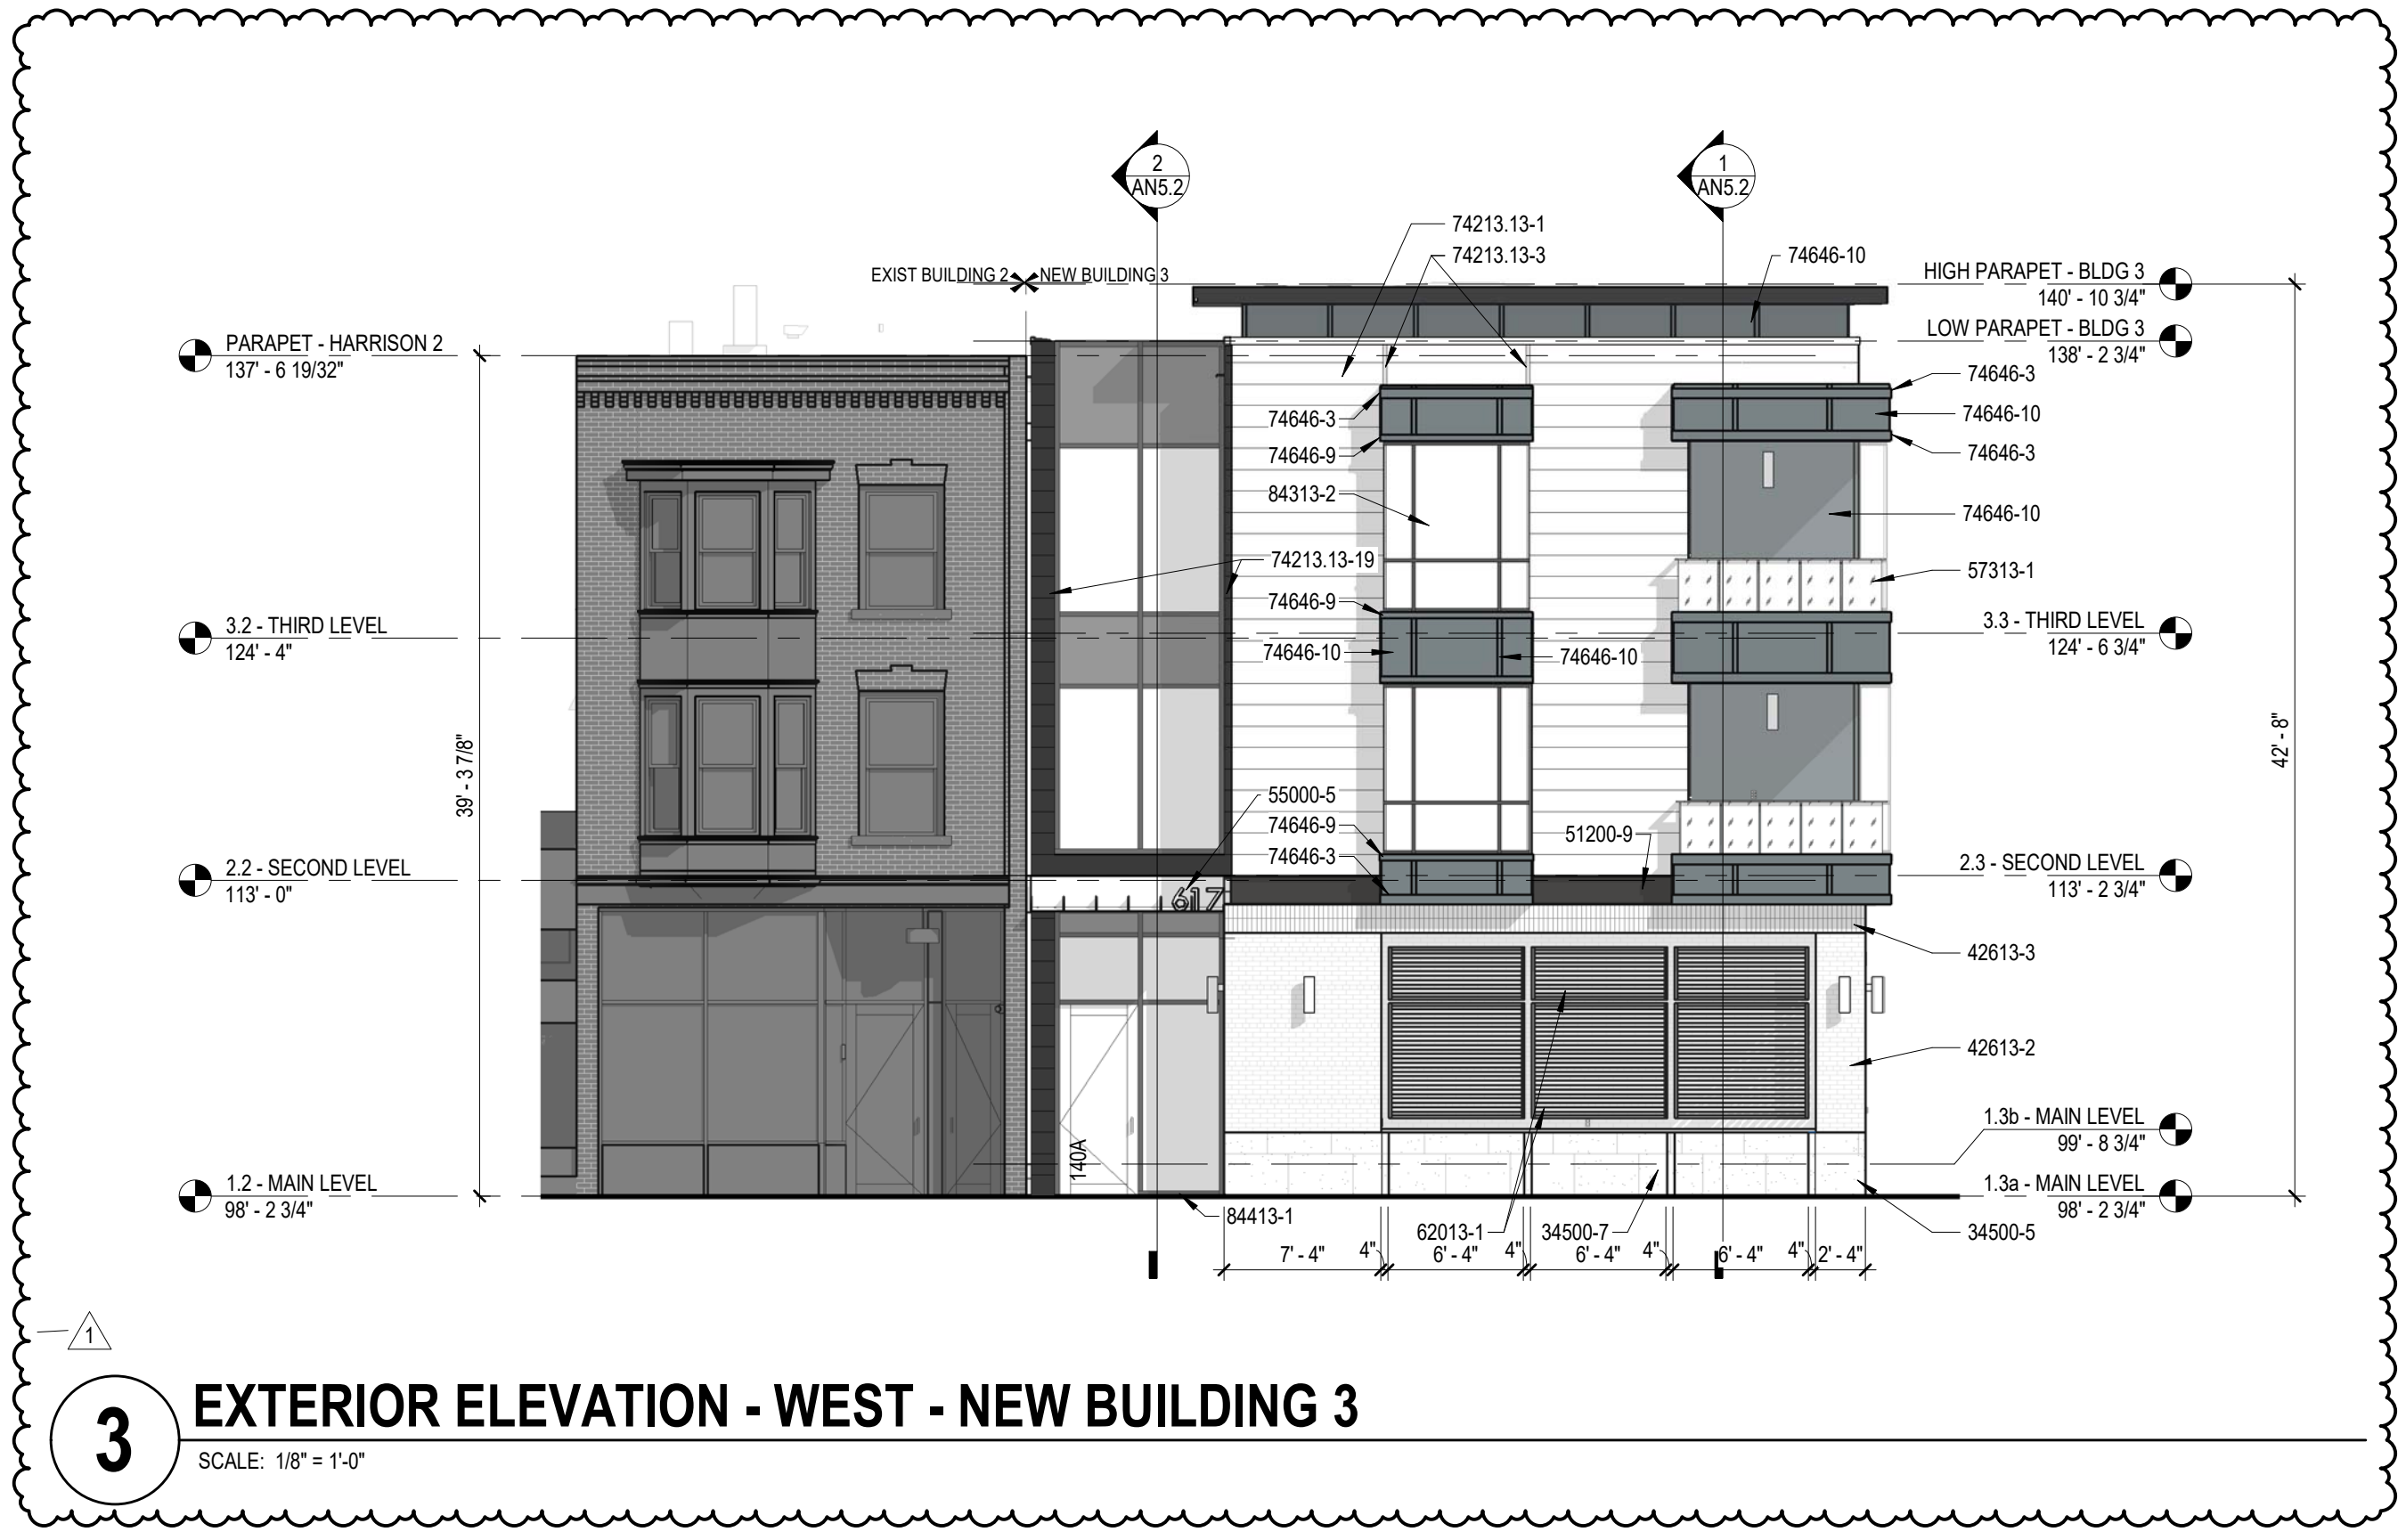 2
AN5.2
1
AN5.2
74213.13-1
74213.13-3
74646-10
EXIST BUILDING 2
NEW BUILDING 3
HIGH PARAPET - BLDG 3
140' - 10 3/4"
LOW PARAPET - BLDG 3
138' - 2 3/4"
PARAPET - HARRISON 2
137' - 6 19/32"
74646-3
74646-10
74646-3
74646-3
74646-9
84313-2
74646-10
74213.13-19
57313-1
74646-9
3.2 - THIRD LEVEL
124' - 4"
3.3 - THIRD LEVEL
124' - 6 3/4"
74646-10
74646-10
39' - 3 7/8"
42' - 8"
55000-5
74646-9
51200-9
74646-3
2.2 - SECOND LEVEL
113' - 0"
2.3 - SECOND LEVEL
113' - 2 3/4"
617
42613-3
42613-2
1.3b - MAIN LEVEL
99' - 8 3/4"
140A
1.2 - MAIN LEVEL
98' - 2 3/4"
1.3a - MAIN LEVEL
98' - 2 3/4"
84413-1
62013-1
34500-7
34500-5
7' - 4"
4"
6' - 4"
4"
6' - 4"
4"
6' - 4"
4"
2' - 4"
1
3
EXTERIOR ELEVATION - WEST - NEW BUILDING 3
SCALE: 1/8" = 1'-0"